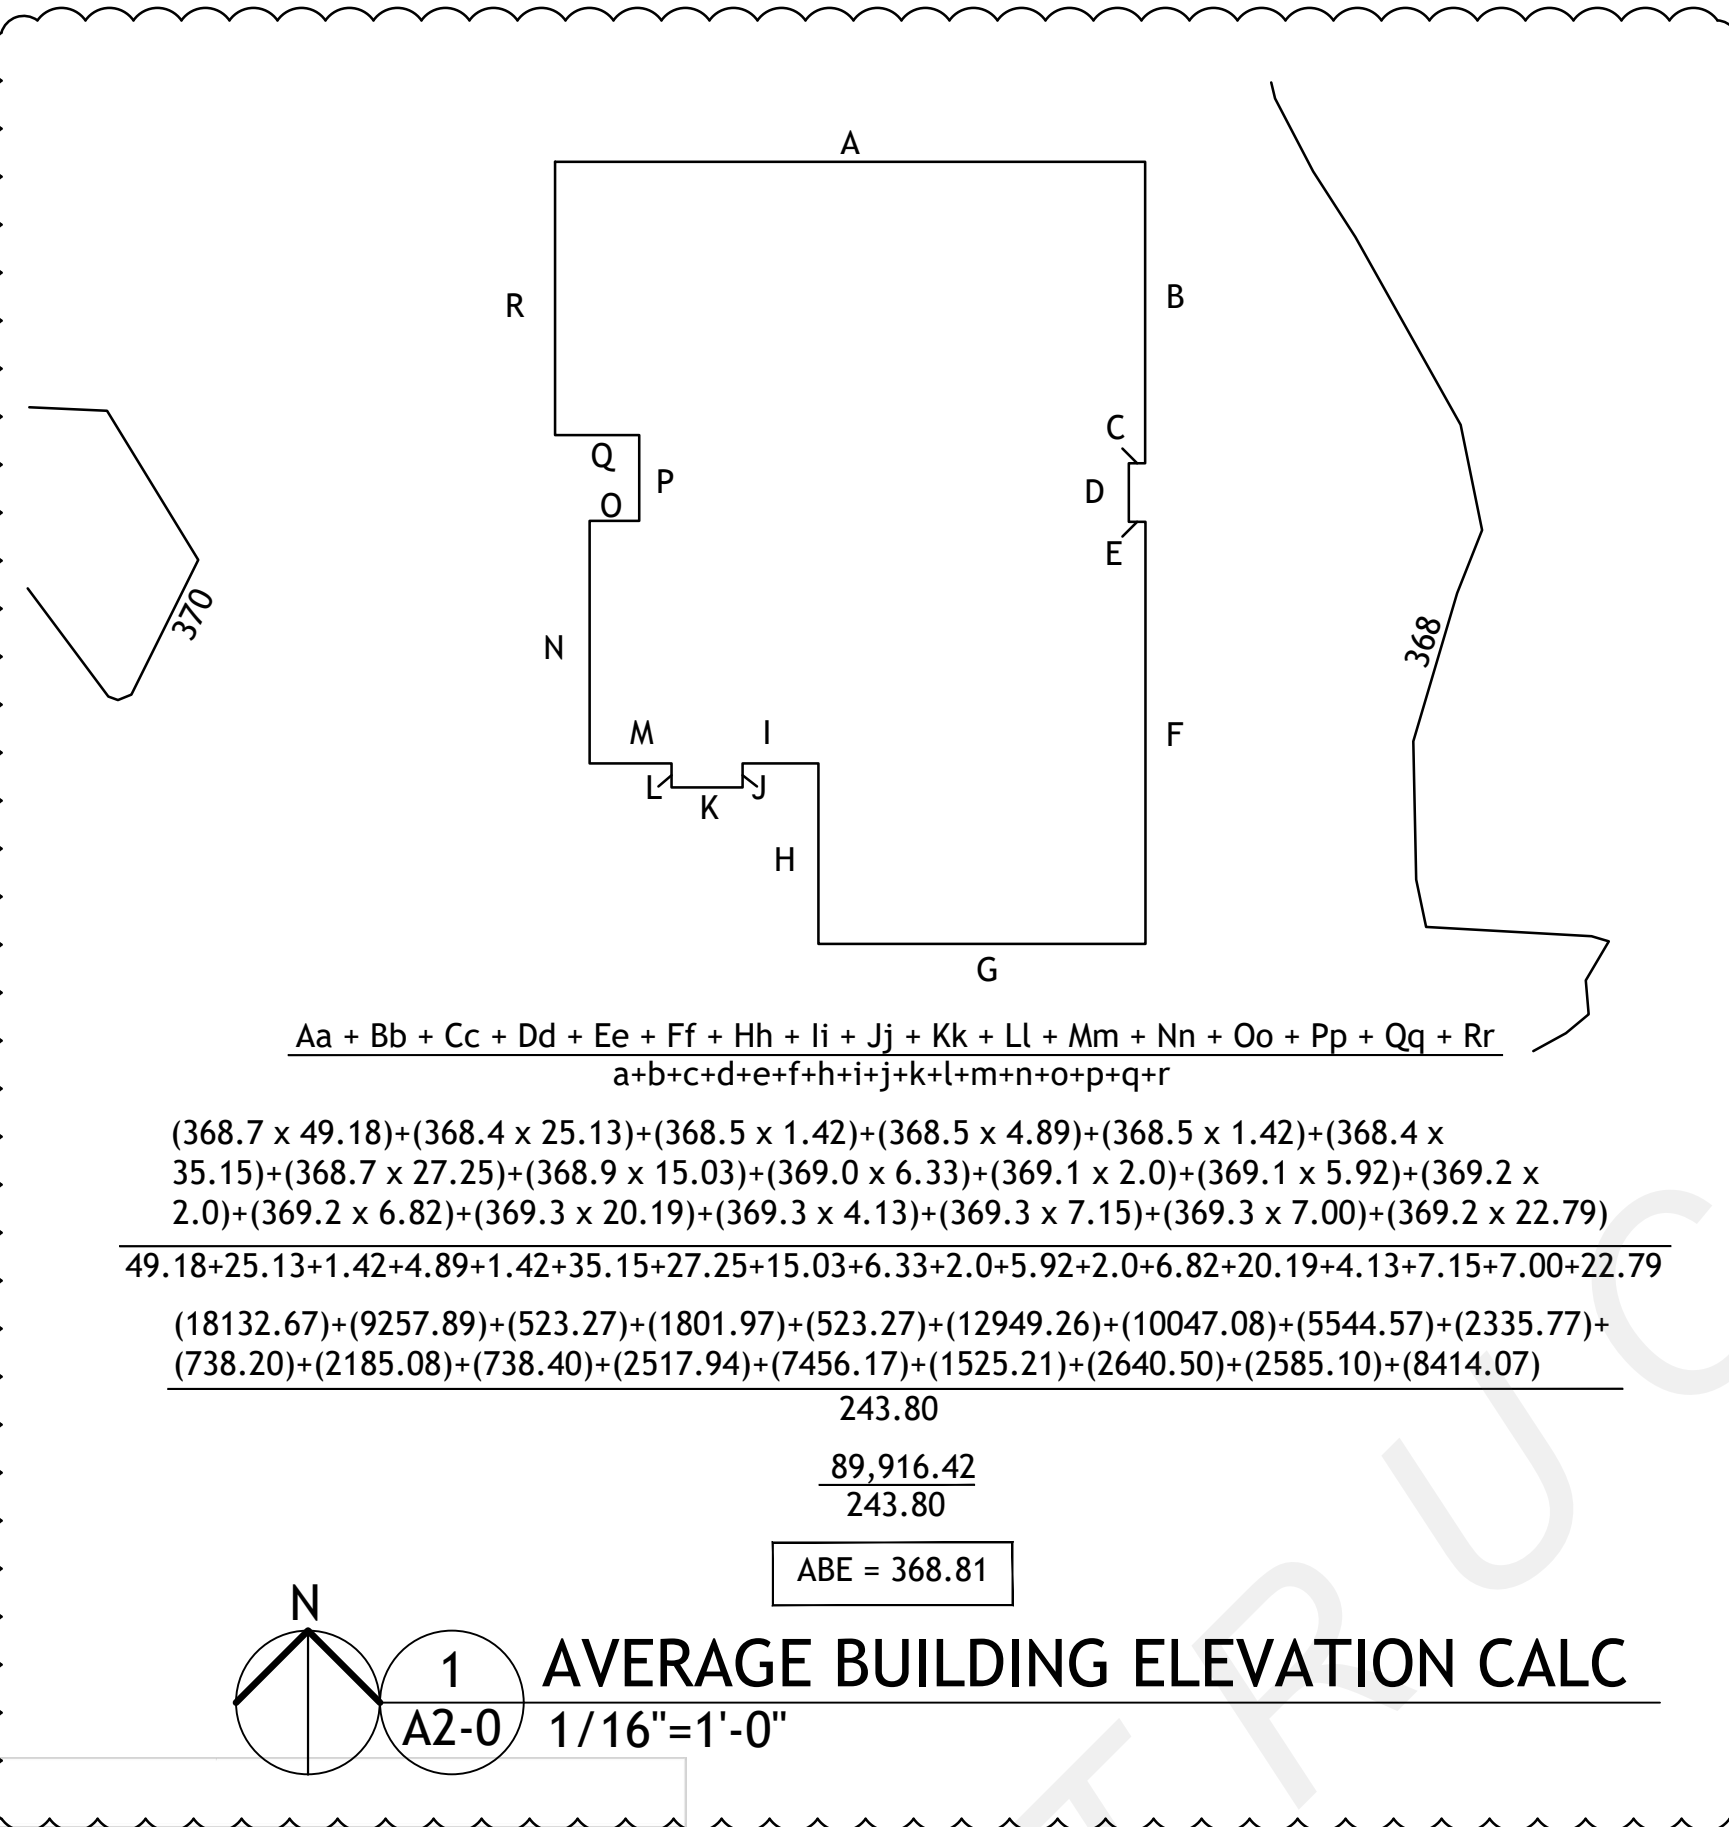 A
B
R
C
Q
P
D
O
E
370
368
N
M
I
F
L
J
K
H
G
Aa + Bb + Cc + Dd + Ee + Ff + Hh + Ii + Jj + Kk + Ll + Mm + Nn + Oo + Pp + Qq + Rr
a+b+c+d+e+f+h+i+j+k+l+m+n+o+p+q+r
(368.7 x 49.18)+(368.4 x 25.13)+(368.5 x 1.42)+(368.5 x 4.89)+(368.5 x 1.42)+(368.4 x
35.15)+(368.7 x 27.25)+(368.9 x 15.03)+(369.0 x 6.33)+(369.1 x 2.0)+(369.1 x 5.92)+(369.2 x
2.0)+(369.2 x 6.82)+(369.3 x 20.19)+(369.3 x 4.13)+(369.3 x 7.15)+(369.3 x 7.00)+(369.2 x 22.79)
49.18+25.13+1.42+4.89+1.42+35.15+27.25+15.03+6.33+2.0+5.92+2.0+6.82+20.19+4.13+7.15+7.00+22.79
(18132.67)+(9257.89)+(523.27)+(1801.97)+(523.27)+(12949.26)+(10047.08)+(5544.57)+(2335.77)+
(738.20)+(2185.08)+(738.40)+(2517.94)+(7456.17)+(1525.21)+(2640.50)+(2585.10)+(8414.07)
243.80
89,916.42
243.80
ABE = 368.81
N
1
AVERAGE BUILDING ELEVATION CALC
A2-0
1/16"=1'-0"
TRUC